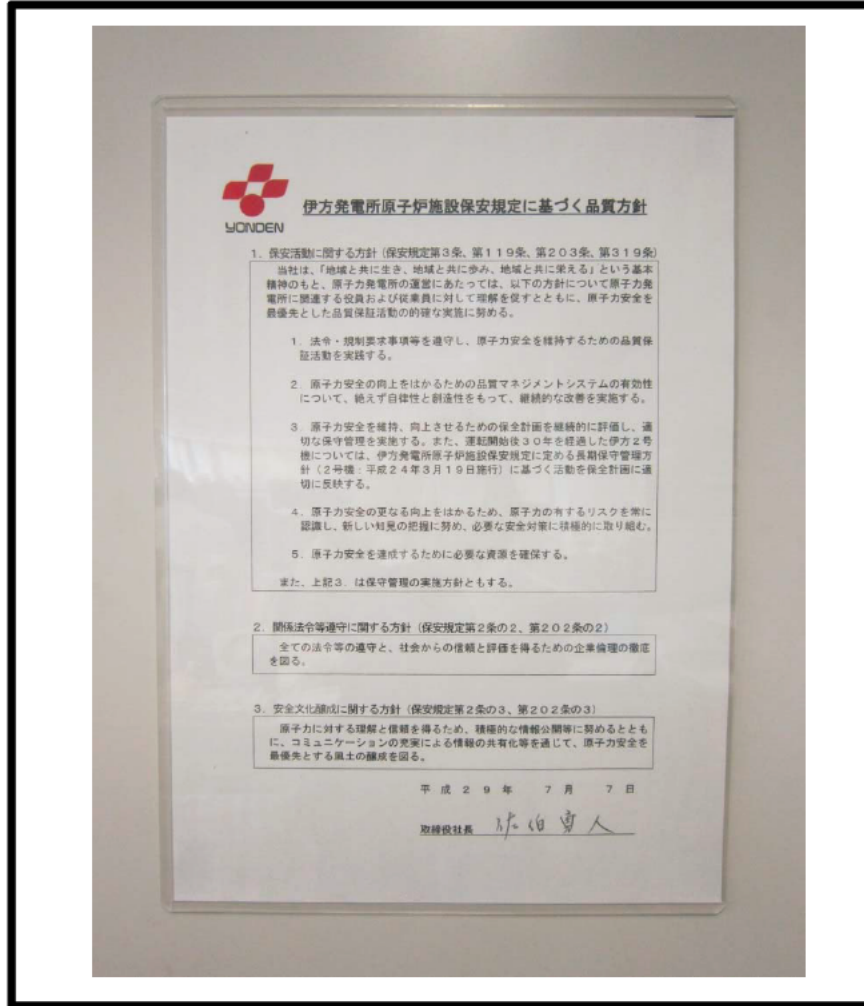 YONDEN
伊方発電所原子炉施設保安規定に基づく品質方針
1．保安活動に関する方針（保安規定第3条、第119条、第203条、第319条）
当社は、「地域と共に生き、地域と共に歩み、地域と共に栄える」という基本
精神のもと、原子力発電所の運営にあたっては、以下の方針について原子力発
電所に関連する役員および従業員に対して理解を促すとともに、原子力安全を
最優先とした品質保証活動の的確な実施に努める。
1．法令・規制要求事項等を遵守し、原子力安全を維持するための品質保
証活動を実践する。
2．原子力安全の向上をはかるための品質マネジメントシステムの有効性
について、絶えず自律性と創造性をもって、継続的な改善を実施する。
3．原子力安全を維持、向上させるための保全計画を継続的に評価し、適
切な保守管理を実施する。また、運転開始後30年を経過した伊方2号
機については、伊方発電所原子炉施設保安規定に定める長期保守管理方
針（2号機：平成24年3月19日施行）に基づく活動を保全計画に適
切に反映する。
4．原子力安全の更なる向上をはかるため、原子力の有するリスクを常に
認識し、新しい知見の把握に努め、必要な安全対策に積極的に取り組む。
5．原子力安全を達成するために必要な資源を確保する。
また、上記3．は保守管理の実施方針ともする。
2．関係法令等遵守に関する方針（保安規定第2条の2、第202条の2）
全ての法令等の遵守と、社会からの信頼と評価を得るための企業倫理の徹底
を図る。
3．安全文化醸成に関する方針（保安規定第2条の3、第202条の3）
原子力に対する理解と信頼を得るため、積極的な情報公開等に努めるととも
に、コミュニケーションの充実による情報の共有化等を通じて、原子力安全を
最優先とする風土の醸成を図る。
平成29年 7月 7日
取締役社長 佐伯勇人